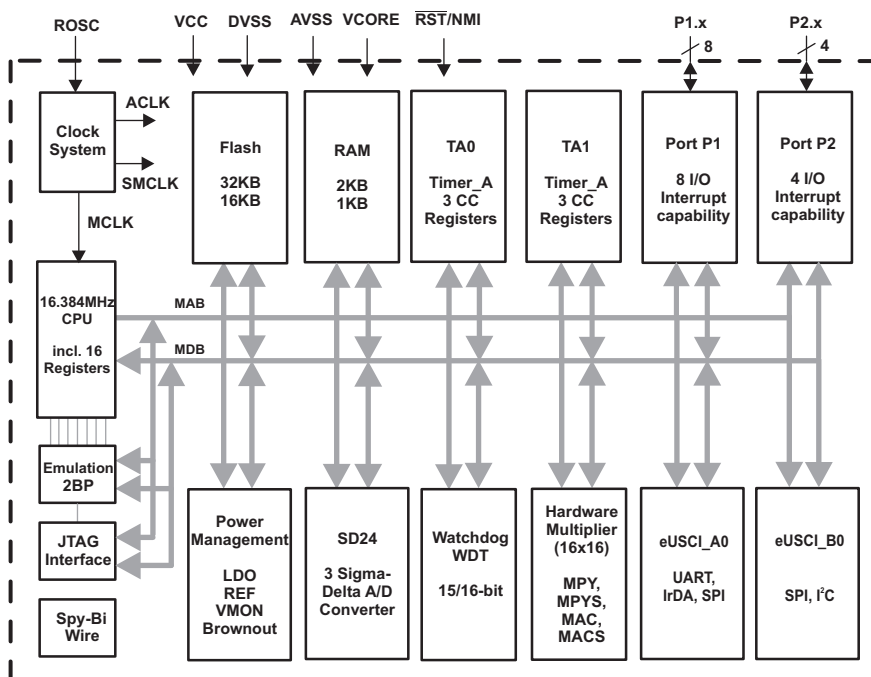 ROSC
VCC
DVSS
AVSS
VCORE
RST/NMI
P1.x
P2.x
8
4
Clock
System
ACLK
SMCLK
MCLK
Flash
32KB
16KB
RAM
2KB
1KB
TA0
Timer_A
3 CC
Registers
TA1
Timer_A
3 CC
Registers
Port P1
8 I/O
Interrupt
capability
Port P2
4 I/O
Interrupt
capability
16.384MHz
CPU
incl. 16
Registers
MAB
MDB
Emulation
2BP
JTAG
Interface
Spy-Bi
Wire
Power
Management
LDO
REF
VMON
Brownout
SD24
3 Sigma-
Delta A/D
Converter
Watchdog
WDT
15/16-bit
Hardware
Multiplier
(16x16)
MPY,
MPYS,
MAC,
MACS
eUSCI_A0
UART,
IrDA, SPI
eUSCI_B0
SPI, I²C